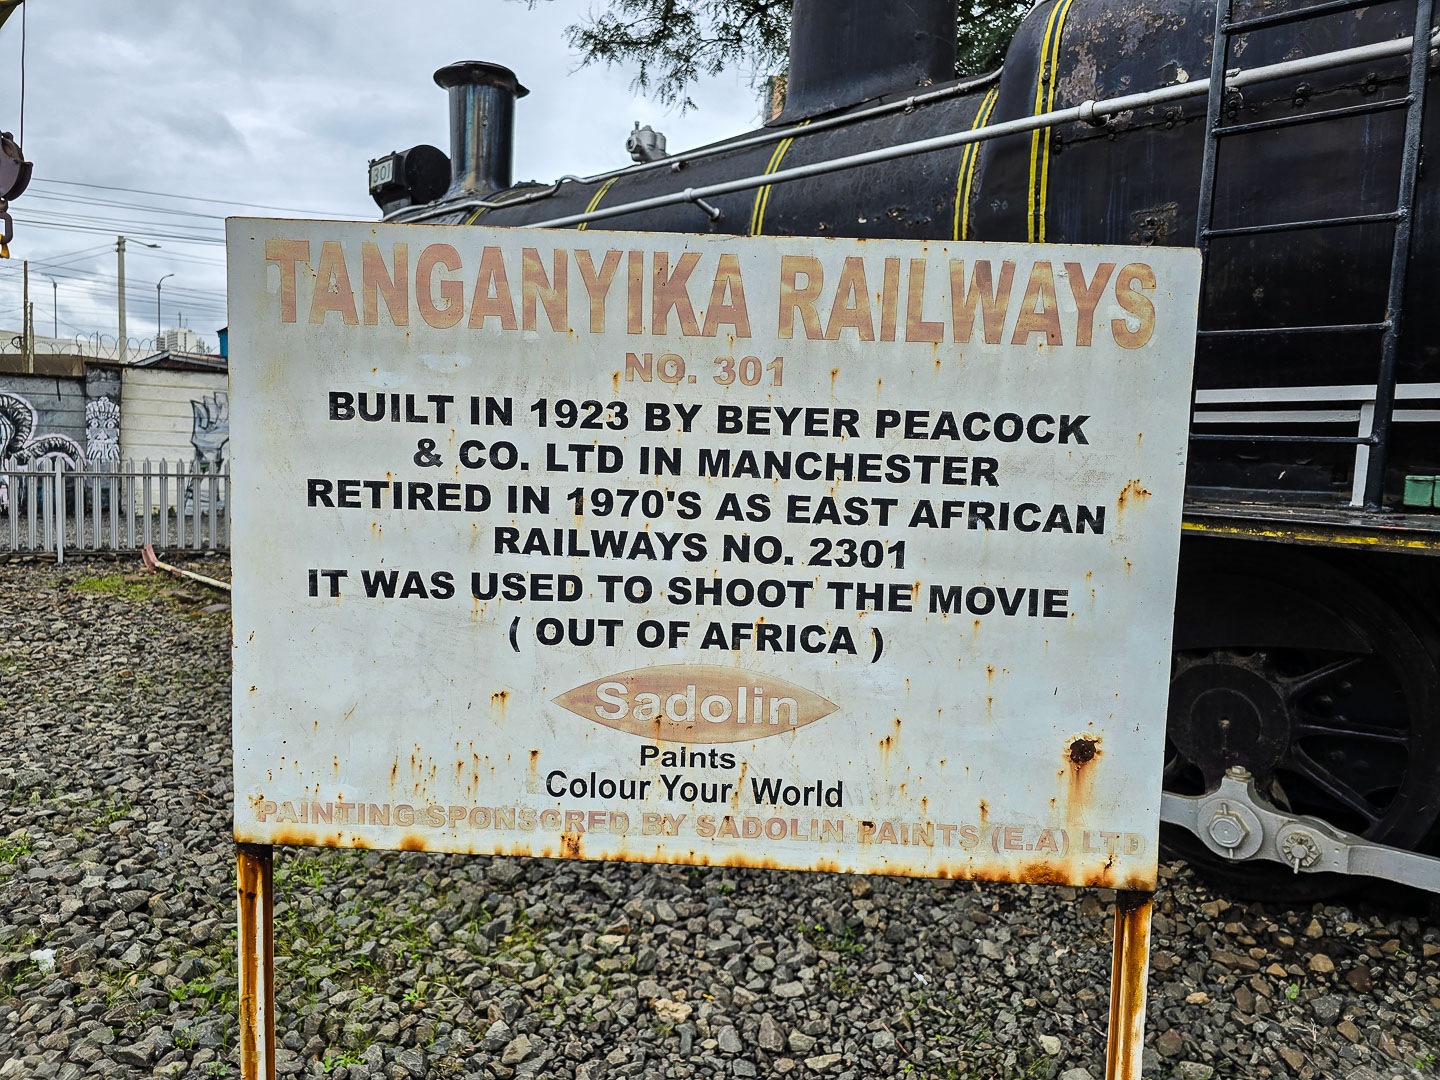 301
TANGANYIKA RAILWAYS
NO. 301
BUILT IN 1923 BY BEYER PEACOCK
& CO. LTD IN MANCHESTER
RETIRED IN 1970'S AS EAST AFRICAN
RAILWAYS NO. 2301
IT WAS USED TO SHOOT THE MOVIE
( OUT OF AFRICA )
Sadolin
Paints
Colour Your World
PAINTING SPONSORED BY SADOLIN PAINTS (E.A) LTD